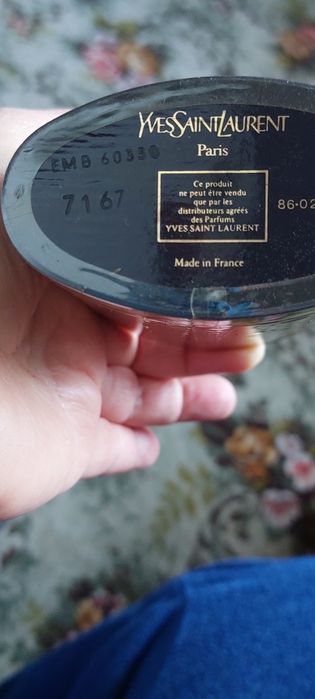 YVESSAINTLAURENT
Paris
EMB 60330
7167
Ce produit
ne peut être vendu
que par les
distributeurs agréés
des Parfums
YVES SAINT LAURENT
86•02
Made in France